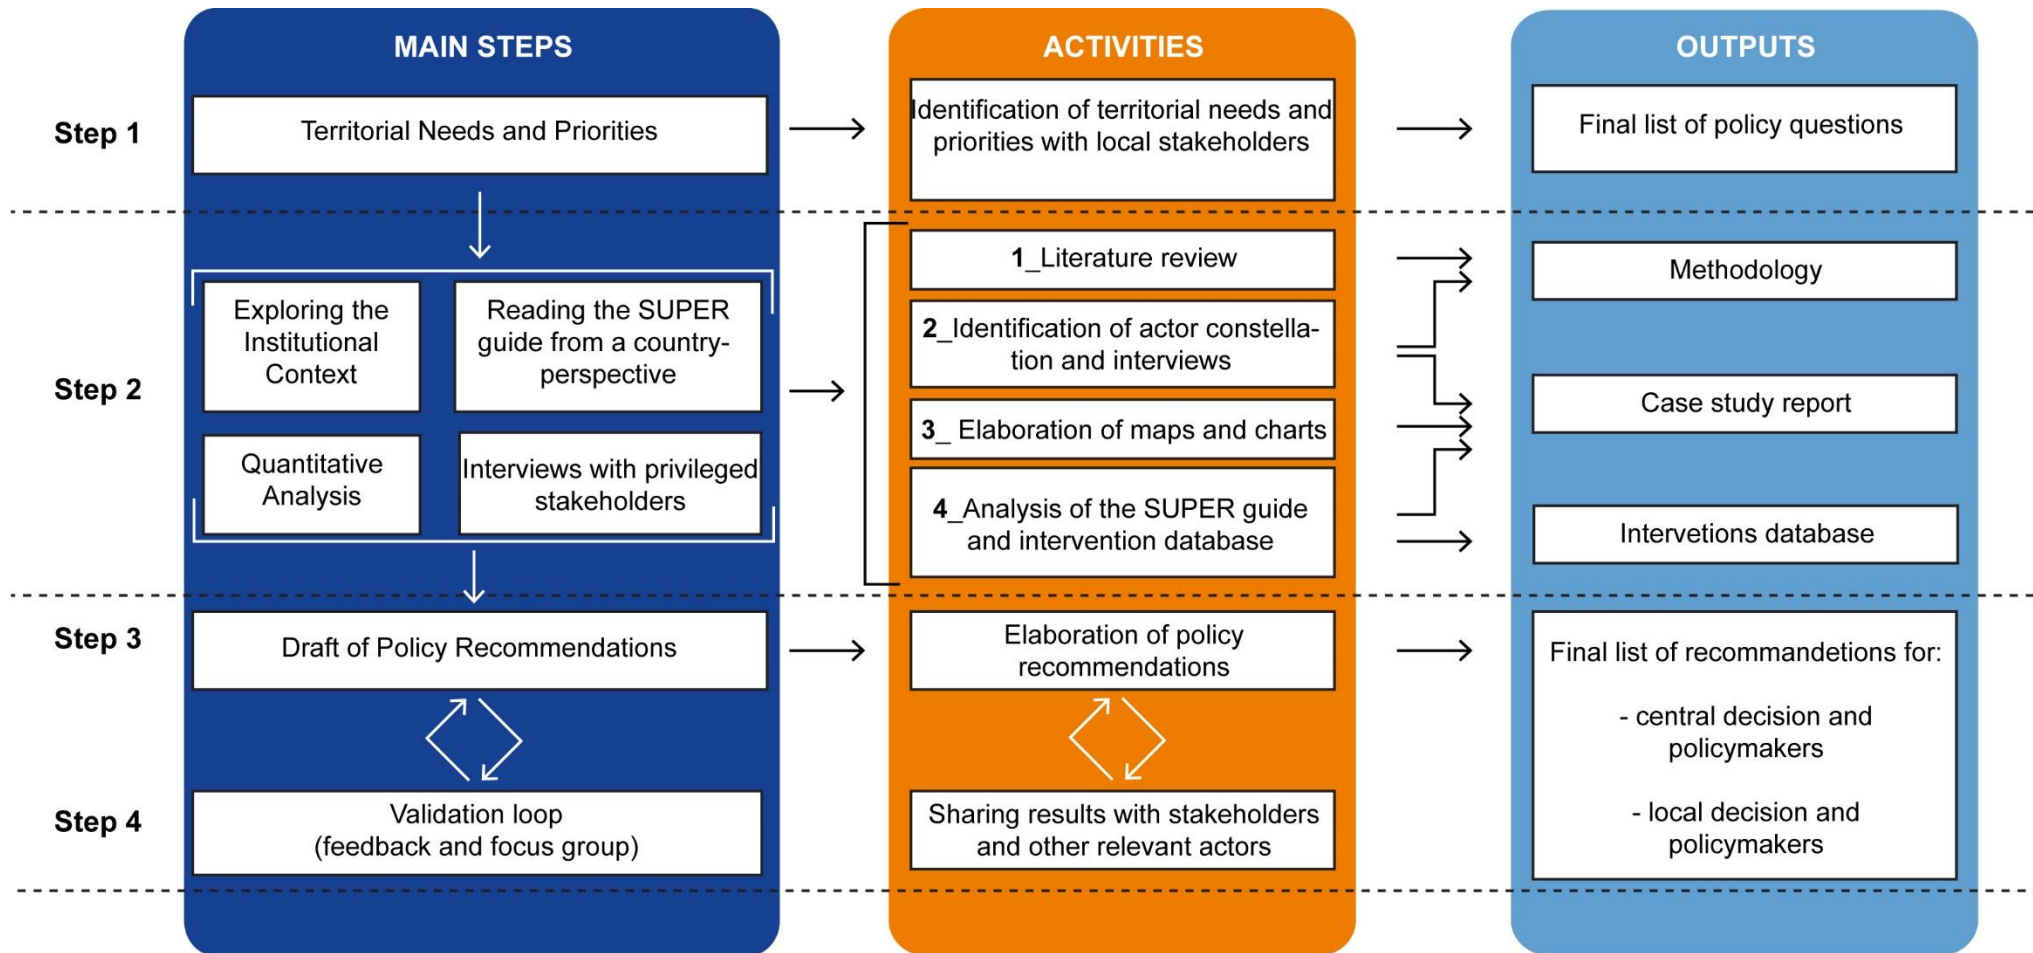 MAIN STEPS
ACTIVITIES
OUTPUTS
Step 1
Territorial Needs and Priorities
Identification of territorial needs and
priorities with local stakeholders
Final list of policy questions
Step 2
Exploring the
Institutional
Context
Reading the SUPER
guide from a country-
perspective
Quantitative
Analysis
Interviews with privileged
stakeholders
1_Literature review
2_Identification of actor constella-
tion and interviews
3_ Elaboration of maps and charts
4_Analysis of the SUPER guide
and intervention database
Methodology
Case study report
Intervetions database
Step 3
Draft of Policy Recommendations
Elaboration of policy
recommendations
Final list of recommandetions for:
- central decision and
policymakers
- local decision and
policymakers
Step 4
Validation loop
(feedback and focus group)
Sharing results with stakeholders
and other relevant actors